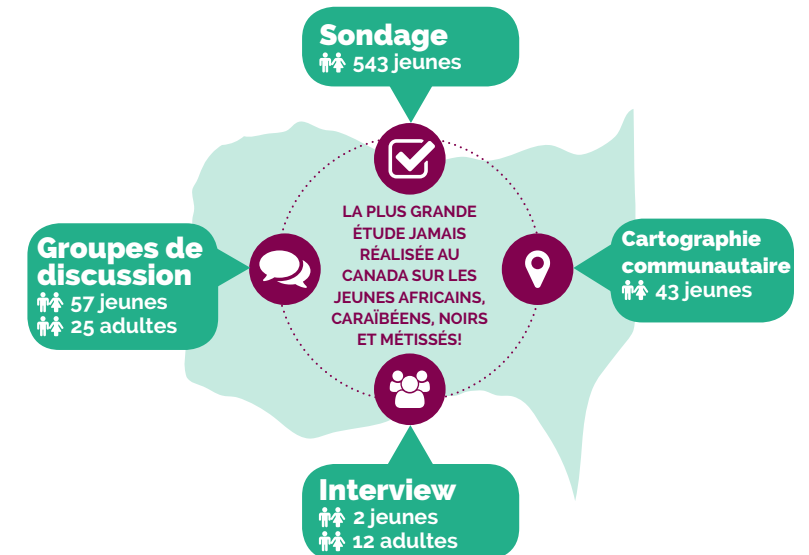 Sondage
543 jeunes
LA PLUS GRANDE
ÉTUDE JAMAIS
RÉALISÉE AU
CANADA SUR LES
JEUNES AFRICAINS,
CARAÏBÉENS, NOIRS
ET MÉTISSÉS!
Groupes de
discussion
57 jeunes
25 adultes
Cartographie
communautaire
43 jeunes
Interview
2 jeunes
12 adultes